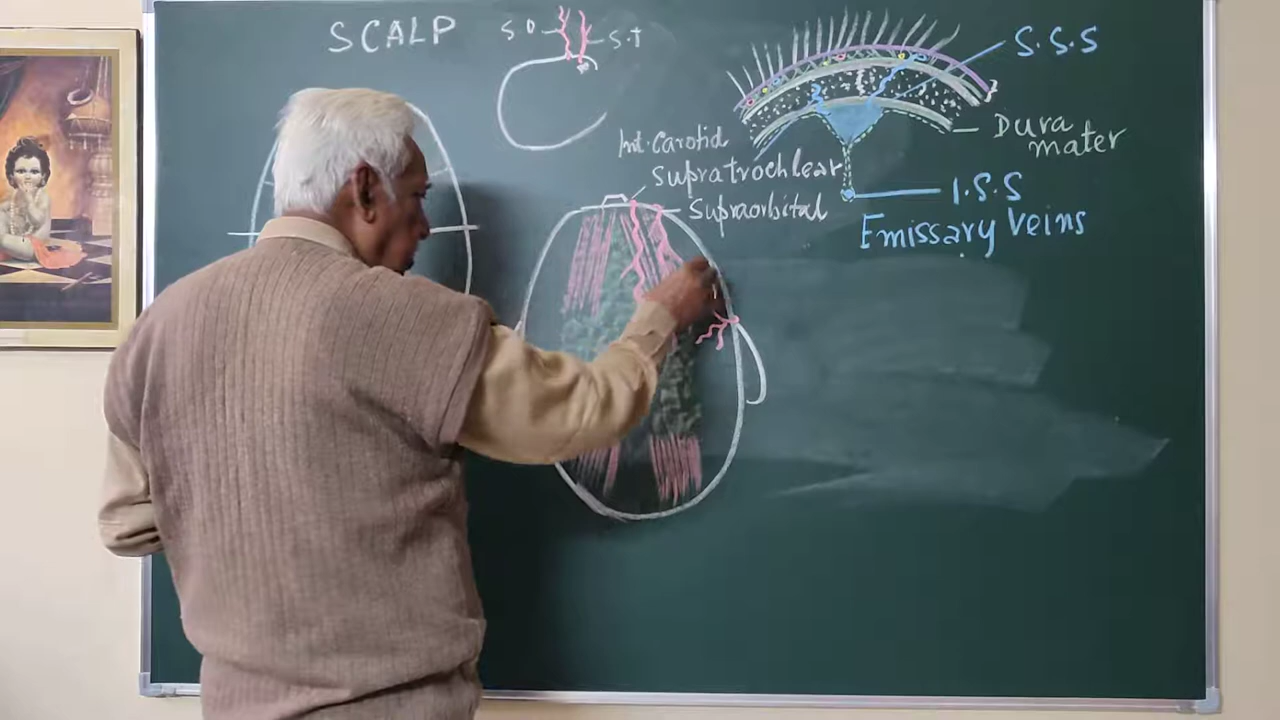 SCALP
S O
S.T
S.S.S
Dura mater
Int. Carotid
Supratrochlear
Supraorbital
I.S.S
Emissary Veins